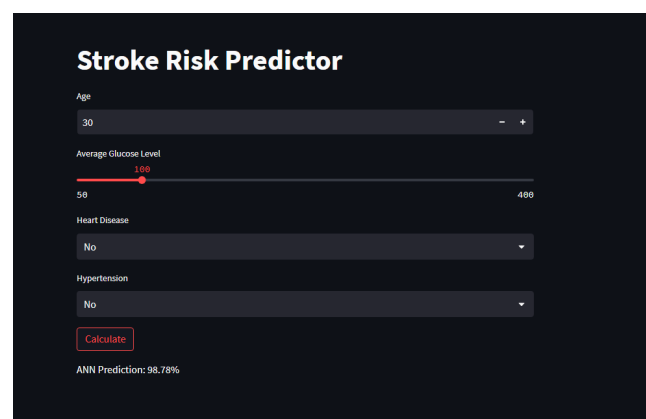 Stroke Risk Predictor
Age
30 - +
Average Glucose Level
100
50 400
Heart Disease
No
Hypertension
No
Calculate
ANN Prediction: 98.78%